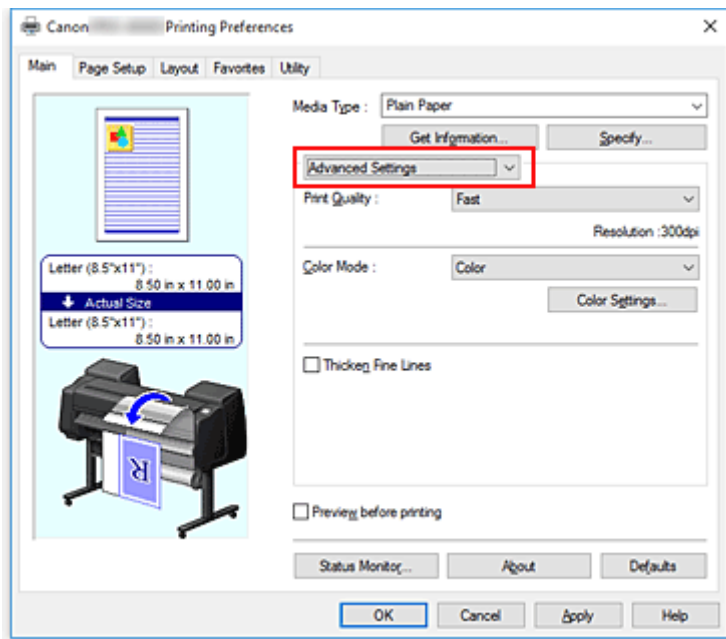 Canon Printing Preferences
Main Page Setup Layout Favorites Utility
Media Type : Plain Paper
Get Information... Specify...
Advanced Settings
Print Quality : Fast
Resolution :300dpi
Letter (8.5"x11") :
8.50 in x 11.00 in
Actual Size
Letter (8.5"x11") :
8.50 in x 11.00 in
Color Mode : Color
Color Settings...
Thicken Fine Lines
R
Preview before printing
Status Monitor... About Defaults
OK Cancel Apply Help